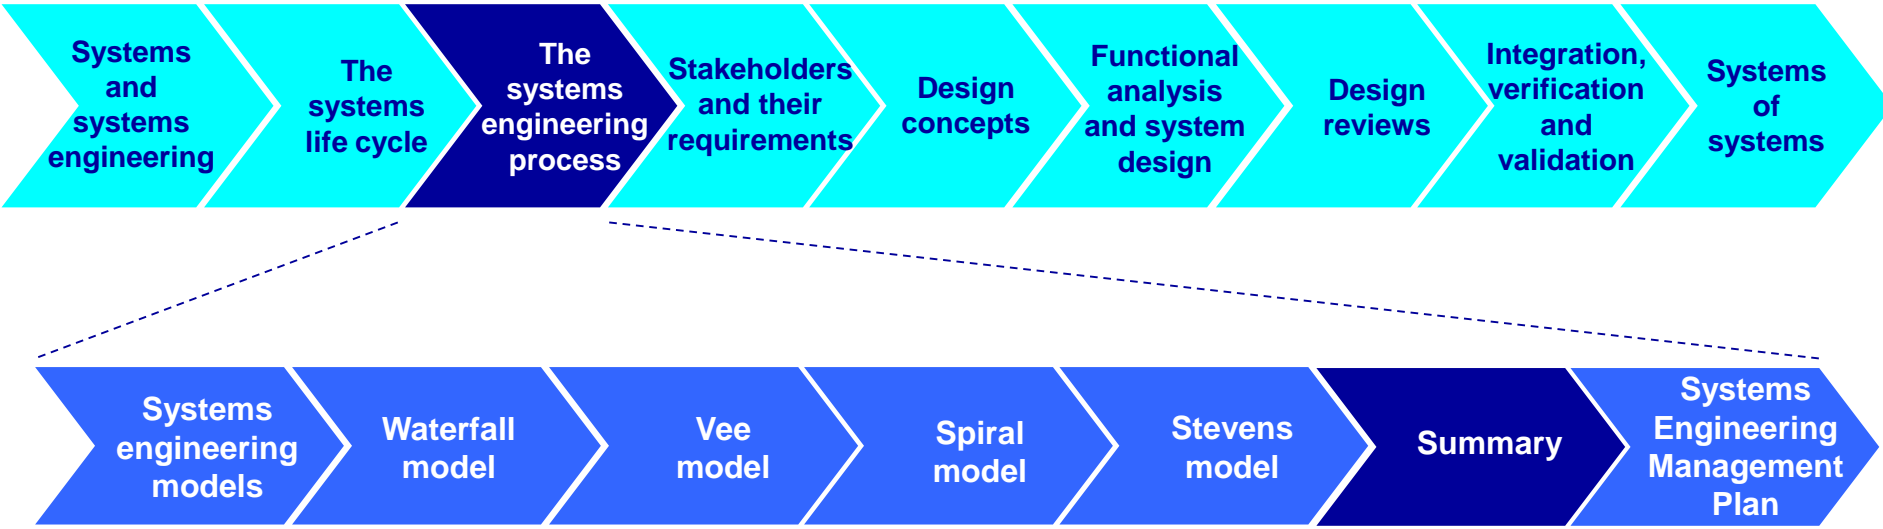 Systems
and
systems
engineering
The
systems
life cycle
The
systems
engineering
process
Stakeholders
and their
requirements
Design
concepts
Functional
analysis
and system
design
Design
reviews
Integration,
verification
and
validation
Systems
of
systems
Systems
engineering
models
Waterfall
model
Vee
model
Spiral
model
Stevens
model
Summary
Systems
Engineering
Management
Plan